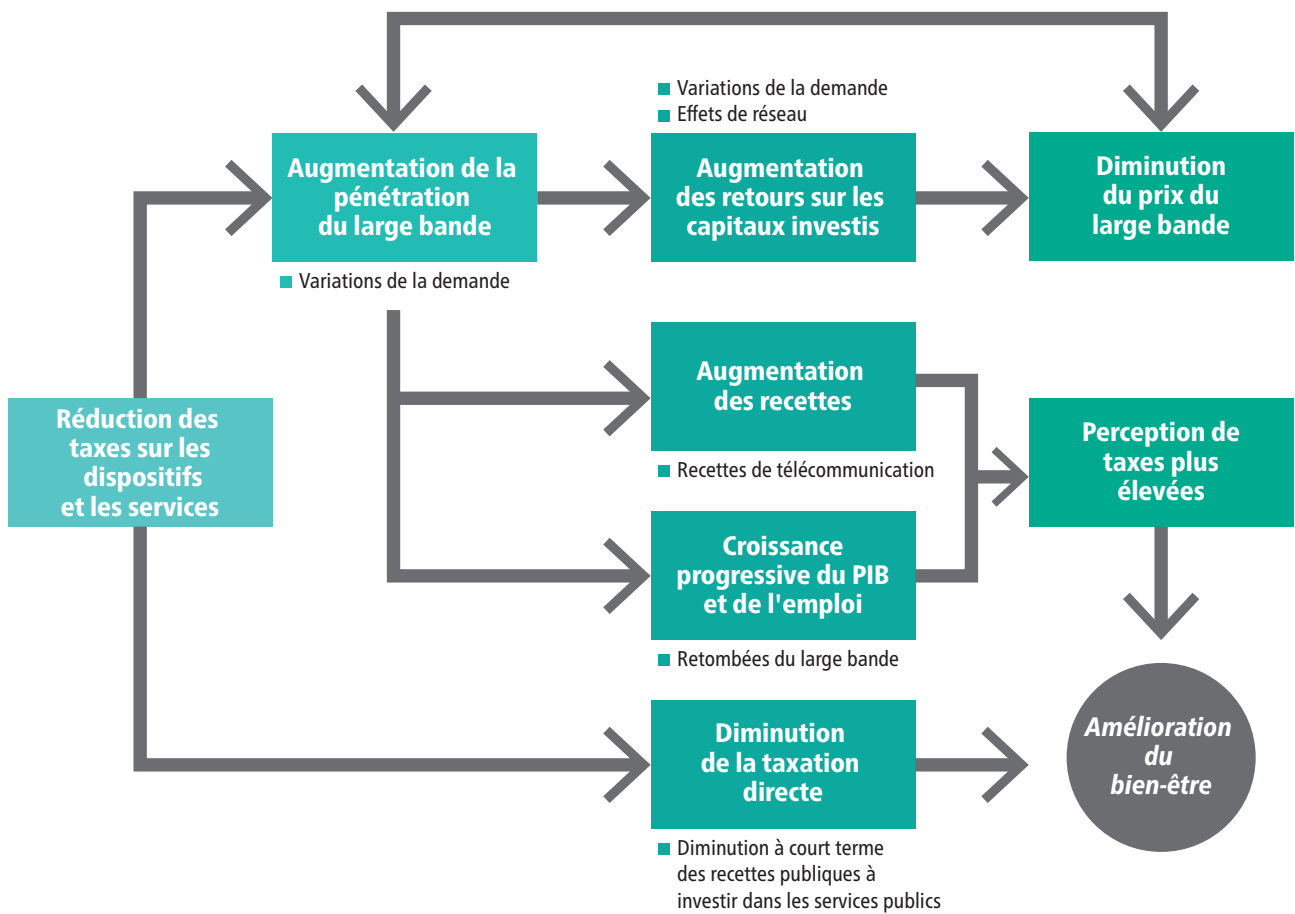 Variations de la demande
Effets de réseau
Augmentation de la
pénétration
du large bande
Augmentation
des retours sur les
capitaux investis
Diminution
du prix du
large bande
Variations de la demande
Réduction des
taxes sur les
dispositifs
et les services
Augmentation
des recettes
Recettes de télécommunication
Perception de
taxes plus
élevées
Croissance
progressive du PIB
et de l'emploi
Retombées du large bande
Diminution
de la taxation
directe
Amélioration
du
bien-être
Diminution à court terme
des recettes publiques à
investir dans les services publics